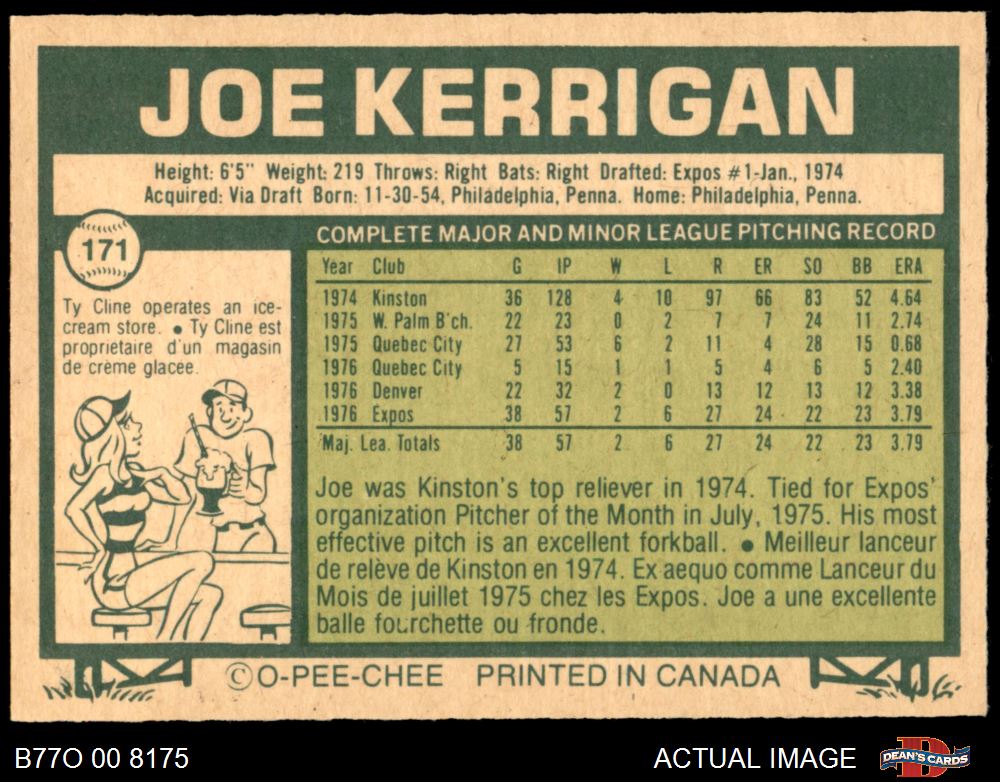 JOE KERRIGAN
Height: 6'5" Weight: 219 Throws: Right Bats: Right Drafted: Expos #1-Jan., 1974
Acquired: Via Draft Born: 11-30-54, Philadelphia, Penna. Home: Philadelphia, Penna.
171
Ty Cline operates an ice-
cream store. ● Ty Cline est
proprietaire d'un magasin
de crème glacée.
COMPLETE MAJOR AND MINOR LEAGUE PITCHING RECORD
Year Club G IP W L R ER SO BB ERA
1974 Kinston 36 128 4 10 97 66 83 52 4.64
1975 W. Palm B'ch. 22 23 0 2 7 7 24 11 2.74
1975 Quebec City 27 53 6 2 11 4 28 15 0.68
1976 Quebec City 5 15 1 1 5 4 6 5 2.40
1976 Denver 22 32 2 0 13 12 13 12 3.38
1976 Expos 38 57 2 6 27 24 22 23 3.79
Maj. Lea. Totals 38 57 2 6 27 24 22 23 3.79
Joe was Kinston's top reliever in 1974. Tied for Expos'
organization Pitcher of the Month in July, 1975. His most
effective pitch is an excellent forkball. ● Meilleur lanceur
de relève de Kinston en 1974. Ex aequo comme Lanceur du
Mois de juillet 1975 chez les Expos. Joe a une excellente
balle fourchette ou fronde.
© O-PEE-CHEE PRINTED IN CANADA
B77O 00 8175
ACTUAL IMAGE
DEAN'S CARDS